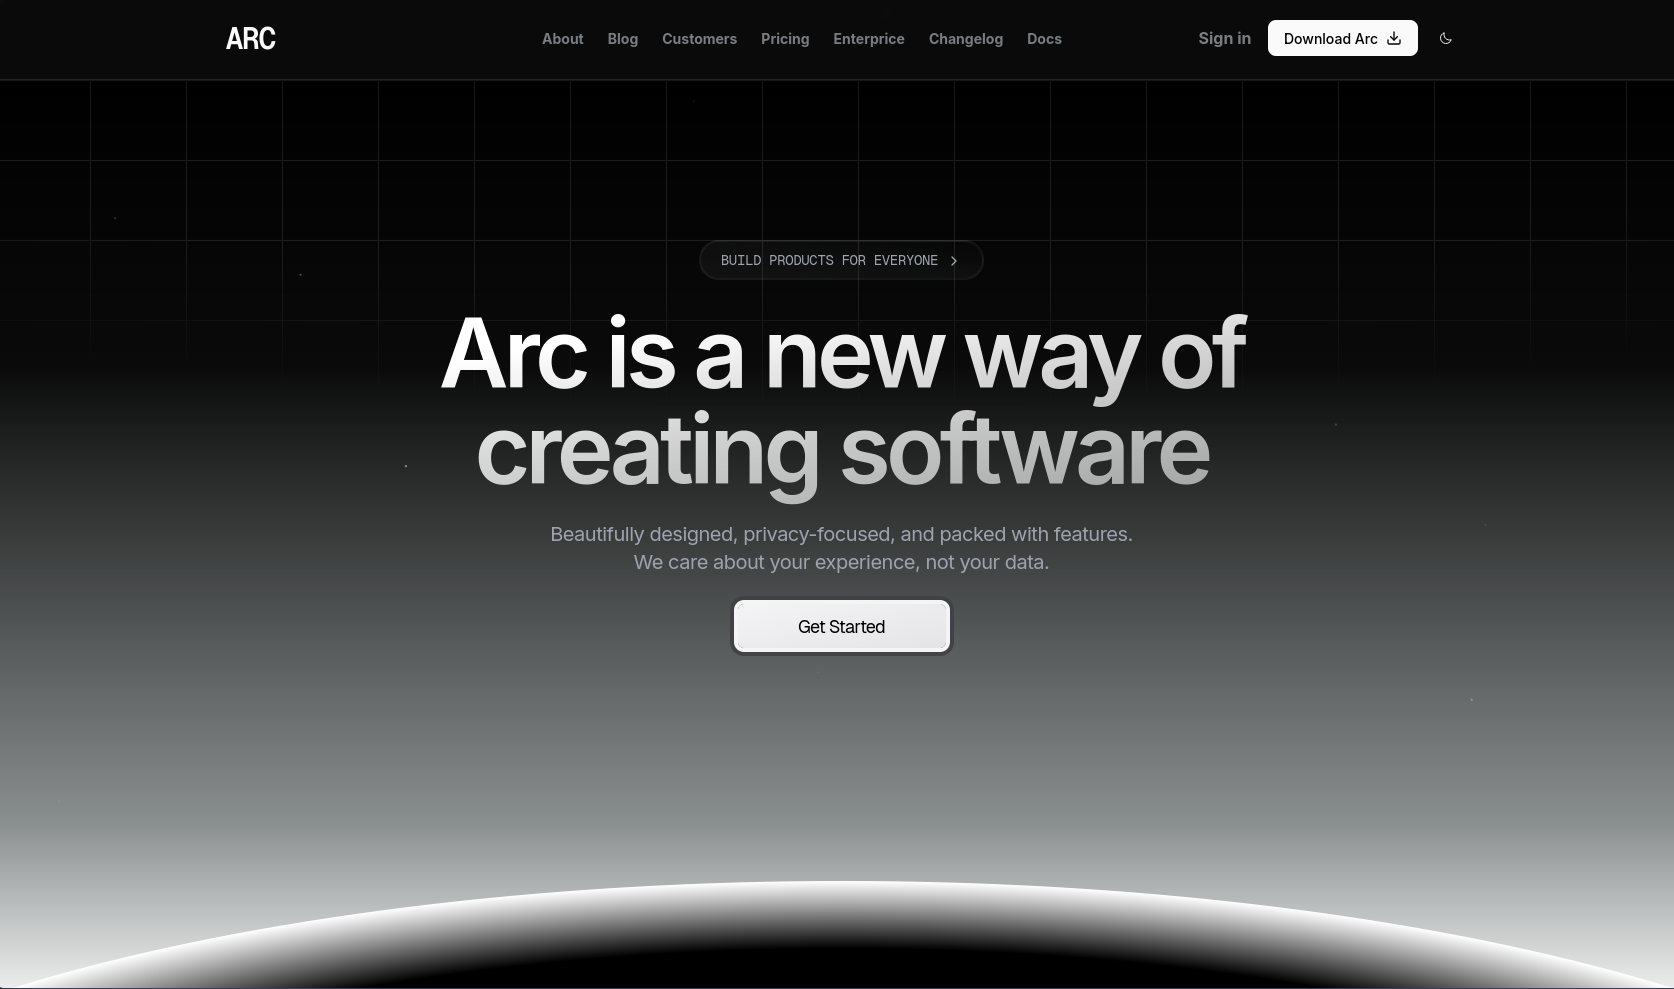 ARC
About
Blog
Customers
Pricing
Enterprice
Changelog
Docs
Sign in
Download Arc
BUILD PRODUCTS FOR EVERYONE
Arc is a new way of
creating software
Beautifully designed, privacy-focused, and packed with features.
We care about your experience, not your data.
Get Started